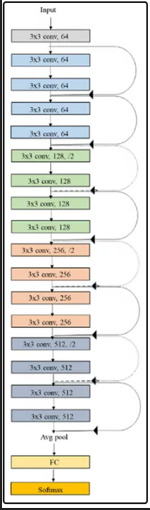 Input
3x3 conv, 64
3x3 conv, 64
3x3 conv, 64
3x3 conv, 64
3x3 conv, 64
3x3 conv, 128, /2
3x3 conv, 128
3x3 conv, 128
3x3 conv, 128
3x3 conv, 256, /2
3x3 conv, 256
3x3 conv, 256
3x3 conv, 256
3x3 conv, 512, /2
3x3 conv, 512
3x3 conv, 512
3x3 conv, 512
Avg pool
FC
Softmax